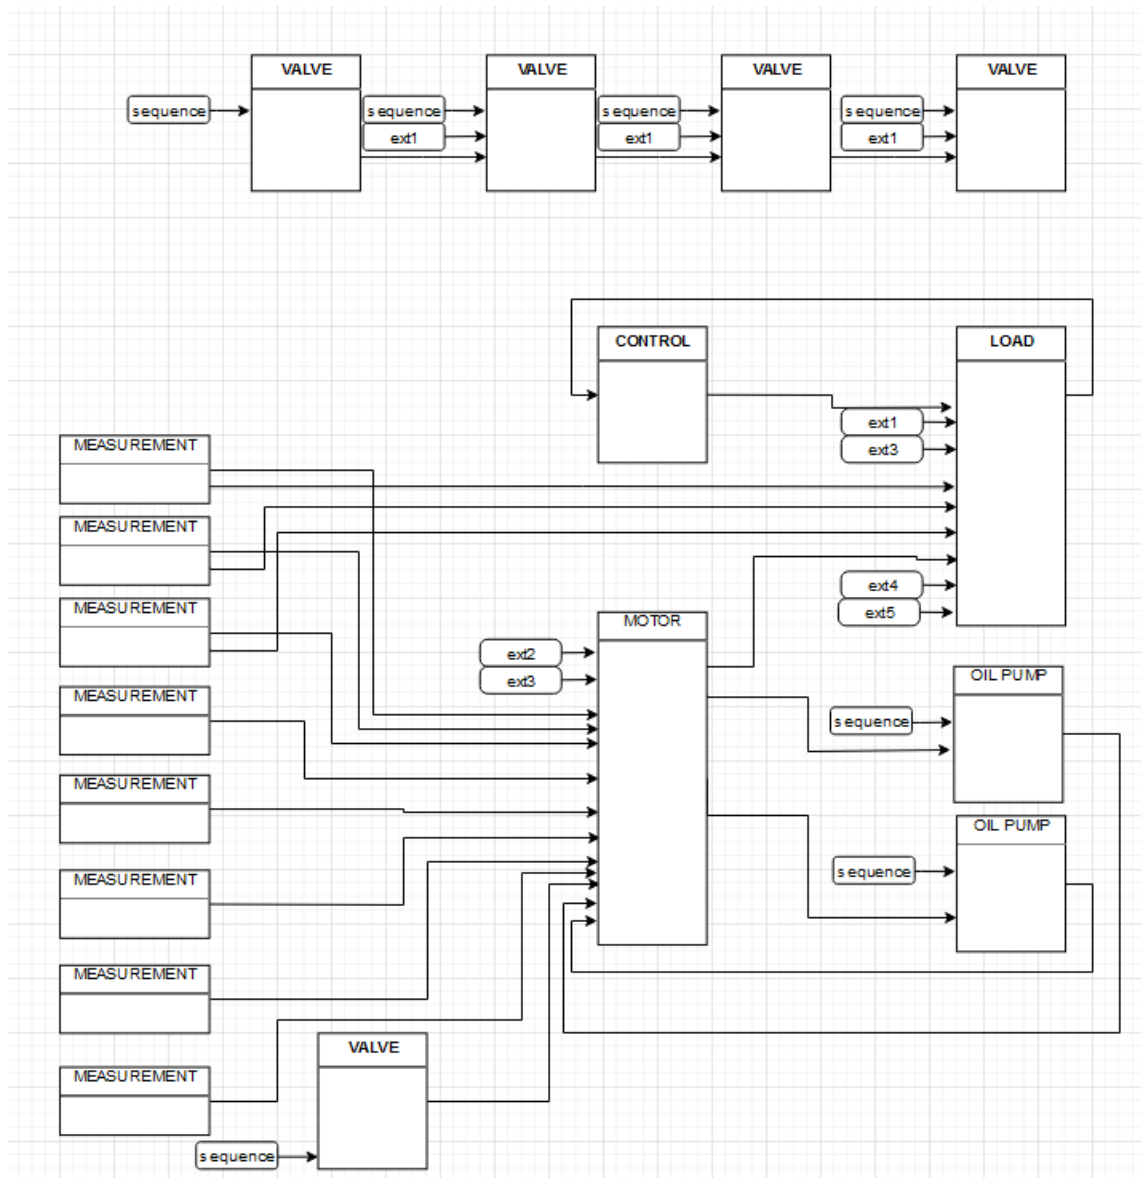 VALVE
VALVE
VALVE
VALVE
sequence
sequence
sequence
sequence
ext1
ext1
ext1
CONTROL
LOAD
ext1
ext3
MEASUREMENT
MEASUREMENT
MEASUREMENT
ext4
ext5
MOTOR
ext2
ext3
OIL PUMP
MEASUREMENT
sequence
MEASUREMENT
OIL PUMP
sequence
MEASUREMENT
MEASUREMENT
VALVE
MEASUREMENT
sequence